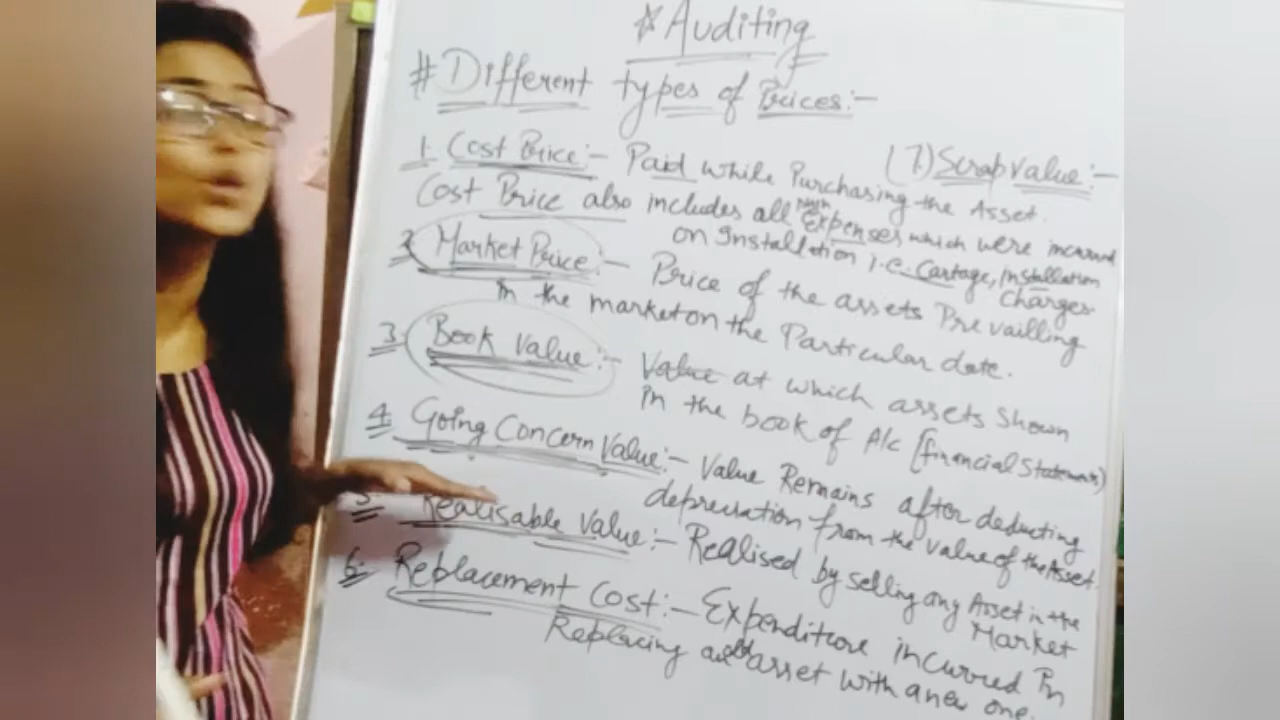 *Auditing
# Different types of Prices:-
1. Cost Price:- Paid while Purchasing the Asset.
(7) Scrap Value:-
Cost Price also includes all Expenses which were incurred
on Installation i.e. Cartage, installation
charges.
2. Market Price:- Price of the assets Prevailling
in the market on the Particular date.
3. Book Value:- Value at which assets shown
in the book of A/c [financial Statements)
4. Going Concern Value:- Value Remains after deducting
depreciation from the value of the Asset
5. Realisable Value:- Realised by selling any Asset in the
Market
6. Replacement Cost:- Expenditure incurred in
Replacing an old asset with a new one.